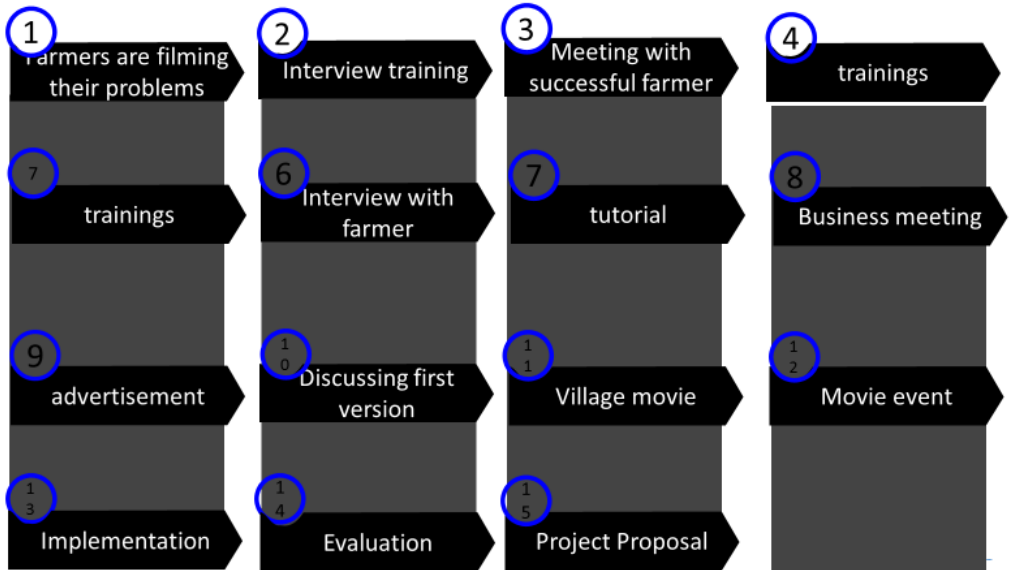 1
Farmers are filming
their problems
2
Interview training
3
Meeting with
successful farmer
4
trainings
7
trainings
6
Interview with
farmer
7
tutorial
8
Business meeting
9
advertisement
1
0
Discussing first
version
1
1
Village movie
1
2
Movie event
1
3
Implementation
1
4
Evaluation
1
5
Project Proposal